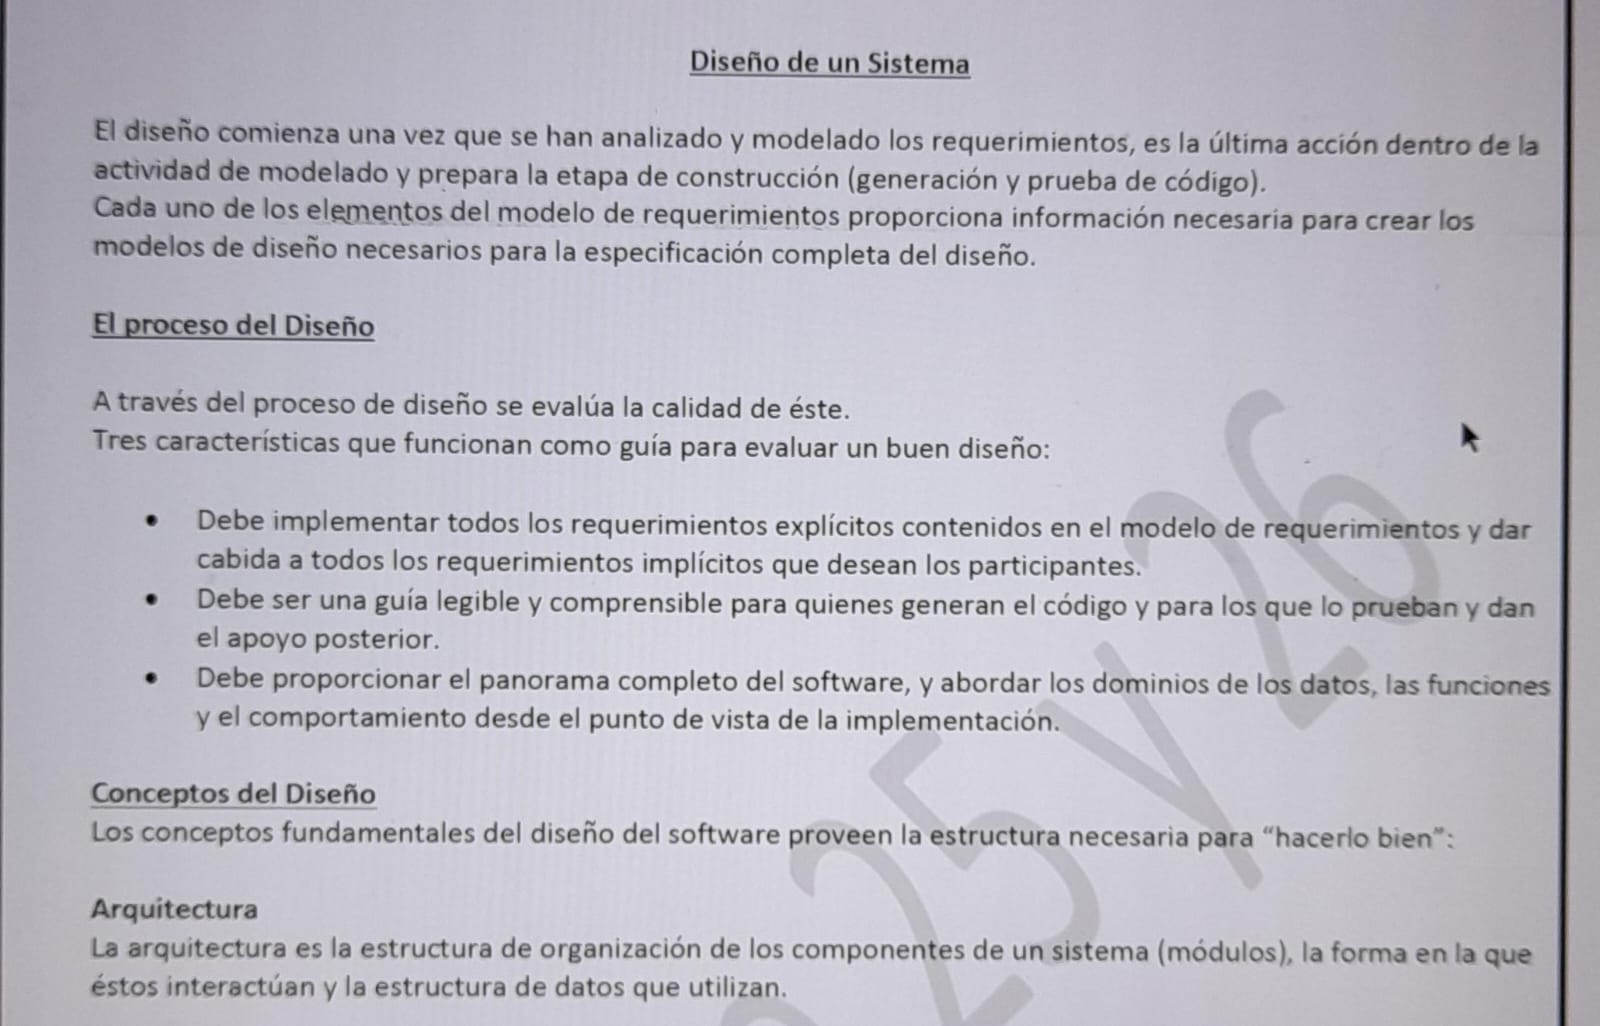 Diseño de un Sistema
El diseño comienza una vez que se han analizado y modelado los requerimientos, es la última acción dentro de la
actividad de modelado y prepara la etapa de construcción (generación y prueba de código).
Cada uno de los elementos del modelo de requerimientos proporciona información necesaria para crear los
modelos de diseño necesarios para la especificación completa del diseño.
El proceso del Diseño
A través del proceso de diseño se evalúa la calidad de éste.
Tres características que funcionan como guía para evaluar un buen diseño:
• Debe implementar todos los requerimientos explícitos contenidos en el modelo de requerimientos y dar
cabida a todos los requerimientos implícitos que desean los participantes.
• Debe ser una guía legible y comprensible para quienes generan el código y para los que lo prueban y dan
el apoyo posterior.
• Debe proporcionar el panorama completo del software, y abordar los dominios de los datos, las funciones
y el comportamiento desde el punto de vista de la implementación.
Conceptos del Diseño
Los conceptos fundamentales del diseño del software proveen la estructura necesaria para “hacerlo bien”:
Arquitectura
La arquitectura es la estructura de organización de los componentes de un sistema (módulos), la forma en la que
éstos interactúan y la estructura de datos que utilizan.
25 y 26